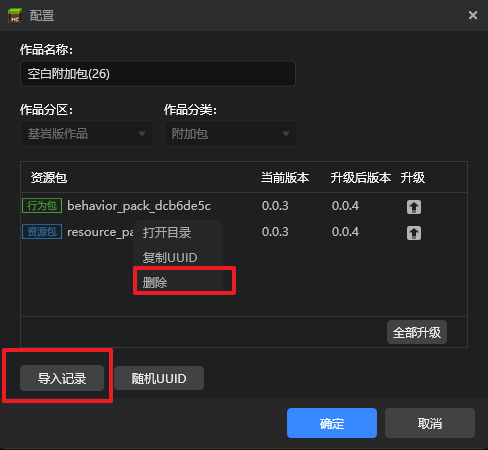 配置
作品名称：
空白附加包(26)
作品分区： 作品分类：
基岩版作品 附加包
资源包 当前版本 升级后版本 升级
行为包 behavior_pack_dcb6de5c 0.0.3 0.0.4
资源包 resource_pa 0.0.3 0.0.4
打开目录
复制UUID
删除
全部升级
导入记录 随机UUID
确定 取消